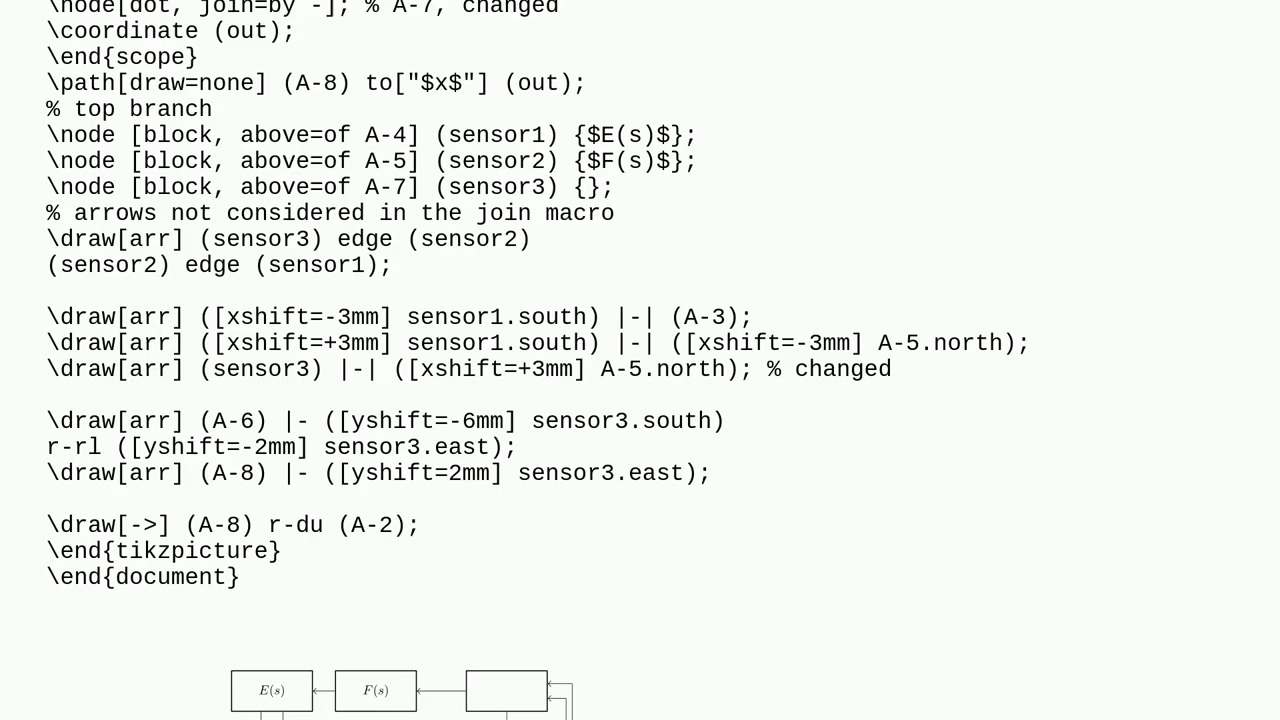 \node[dot, join=by -]; % A-7, changed
\coordinate (out);
\end{scope}
\path[draw=none] (A-8) to["$x$"] (out);
% top branch
\node [block, above=of A-4] (sensor1) {$E(s)$};
\node [block, above=of A-5] (sensor2) {$F(s)$};
\node [block, above=of A-7] (sensor3) {};
% arrows not considered in the join macro
\draw[arr] (sensor3) edge (sensor2)
(sensor2) edge (sensor1);
\draw[arr] ([xshift=-3mm] sensor1.south) |-| (A-3);
\draw[arr] ([xshift=+3mm] sensor1.south) |-| ([xshift=-3mm] A-5.north);
\draw[arr] (sensor3) |-| ([xshift=+3mm] A-5.north); % changed
\draw[arr] (A-6) |- ([yshift=-6mm] sensor3.south)
r-rl ([yshift=-2mm] sensor3.east);
\draw[arr] (A-8) |- ([yshift=2mm] sensor3.east);
\draw[->] (A-8) r-du (A-2);
\end{tikzpicture}
\end{document}
E(s) F(s)